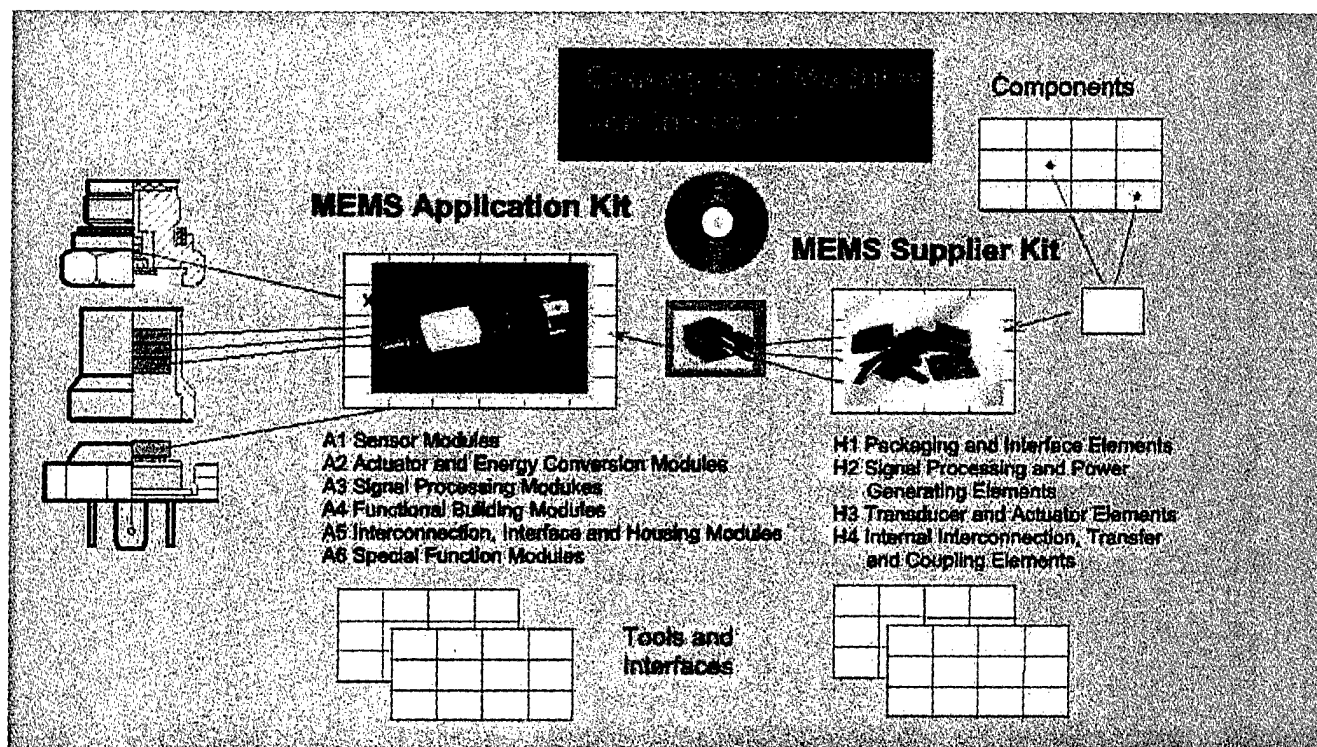 Components
MEMS Application Kit
MEMS Supplier Kit
X
A1 Sensor Modules
A2 Actuator and Energy Conversion Modules
A3 Signal Processing Modukes
A4 Functional Building Modules
A5 Interconnection, Interface and Housing Modules
A6 Special Function Modules
H1 Packaging and Interface Elements
H2 Signal Processing and Power
Generating Elements
H3 Transducer and Actuator Elements
H4 Internal Interconnection, Transfer
and Coupling Elements
Tools and
Interfaces